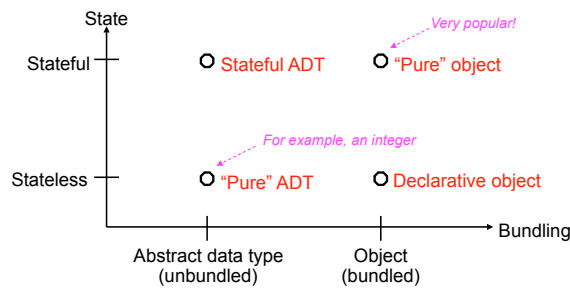 State
Very popular!
Stateful
Stateful ADT
“Pure” object
For example, an integer
Stateless
“Pure” ADT
Declarative object
Bundling
Abstract data type
(unbundled)
Object
(bundled)